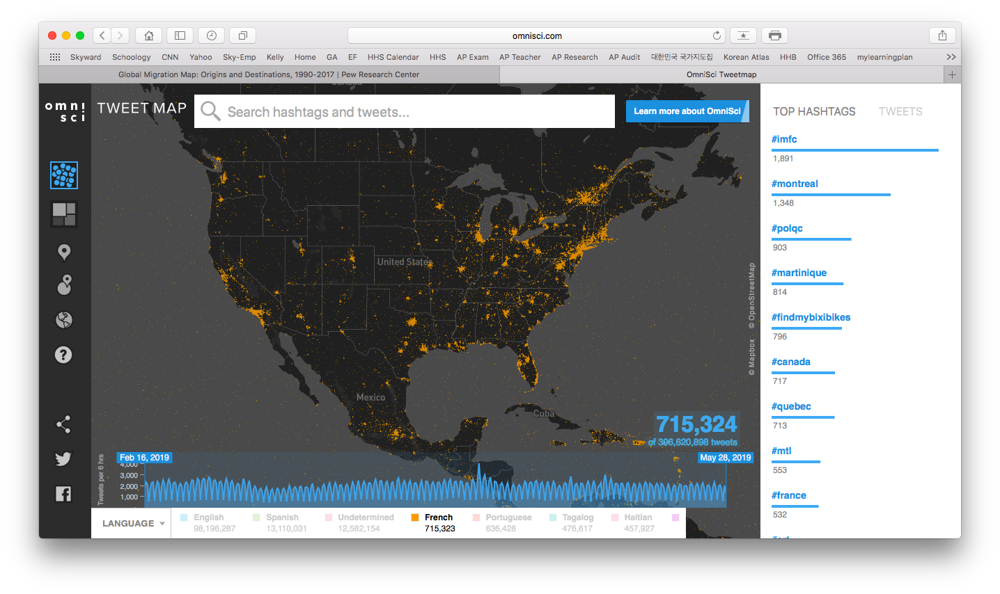 omnisci.com
Skyward Schoology CNN Yahoo Sky-Emp Kelly Home GA EF HHS Calendar HHS AP Exam AP Teacher AP Research AP Audit 대한민국 국가지도집 Korean Atlas HHB Office 365 mylearningplan
Global Migration Map: Origins and Destinations, 1990-2017 | Pew Research Center
OmniSci Tweetmap
omni
sci
TWEET MAP
Search hashtags and tweets...
Learn more about OmniSci
Canada
United States
Mexico
Cuba
© Mapbox © OpenStreetMap
715,324
of 396,620,898 tweets
Feb 16, 2019
May 28, 2019
Tweets per 6 hrs
4,000
3,000
2,000
1,000
LANGUAGE
English
98,196,287
Spanish
13,110,031
Undetermined
12,582,154
French
715,323
Portuguese
636,428
Tagalog
476,617
Haitian
457,927
TOP HASHTAGS
TWEETS
#imfc
1,891
#montreal
1,348
#polqc
903
#martinique
814
#findmybixibikes
796
#canada
717
#quebec
713
#mtl
553
#france
532